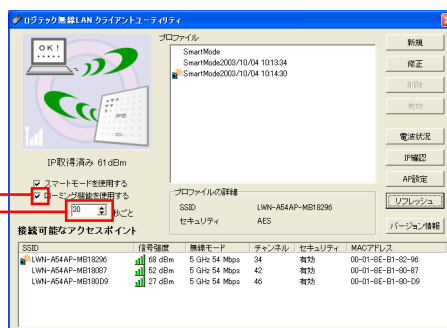 ロジテック無線LAN クライアントユーティリティ
OK!
IP取得済み 61dBm
スマートモードを使用する
ローミング機能を使用する
30 秒ごと
プロファイル
SmartMode
SmartMode2003/10/04 10:13:34
SmartMode2003/10/04 10:14:30
プロファイルの詳細
SSID LWN-A54AP-MB18296
セキュリティ AES
新規
修正
削除
有効
電波状況
IP確認
AP設定
リフレッシュ
バージョン情報
接続可能なアクセスポイント
SSID 信号強度 無線モード チャンネル セキュリティ MACアドレス
LWN-A54AP-MB18296 68 dBm 5 GHz 54 Mbps 34 有効 00-01-8E-B1-82-96
LWN-A54AP-MB18087 52 dBm 5 GHz 54 Mbps 42 有効 00-01-8E-B1-80-87
LWN-A54AP-MB180D9 27 dBm 5 GHz 54 Mbps 46 有効 00-01-8E-B1-80-D9